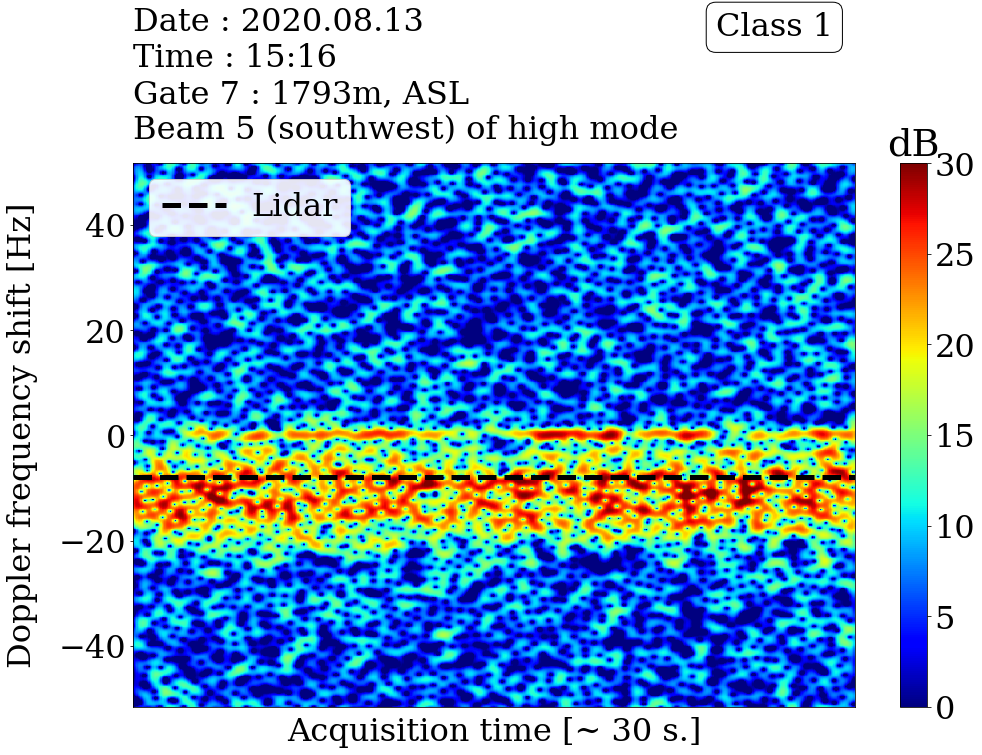 Date : 2020.08.13
Class 1
Time : 15:16
Gate 7 : 1793m, ASL
Beam 5 (southwest) of high mode
dB
Lidar
Doppler frequency shift [Hz]
40
20
0
−20
−40
30
25
20
15
10
5
0
Acquisition time [~ 30 s.]